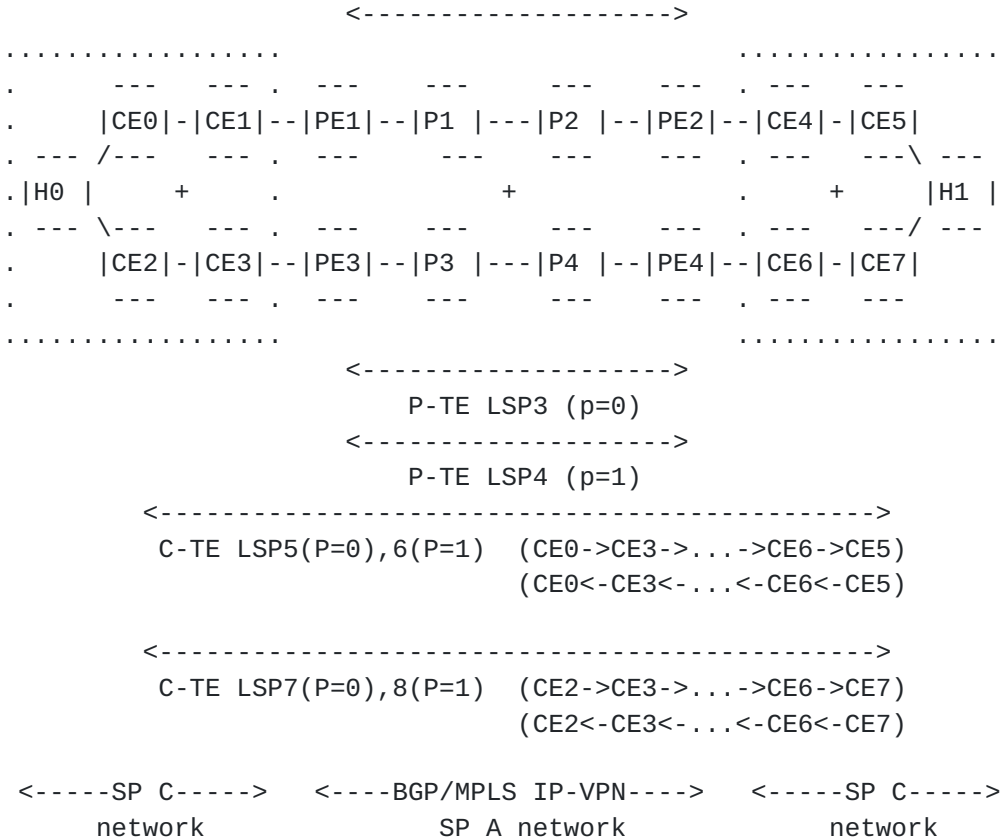 <-------------------->
..................                              .................
.      ---   --- .  ---      ---       ---      ---  . ---   ---
.     |CE0|-|CE1|--|PE1|--|P1 |---|P2 |--|PE2|--|CE4|-|CE5|
. --- /---   --- .  ---       ---      ---      ---  . ---   ---\ ---
.|H0 |     +     .              +               .     +     |H1 |
. --- \---   --- .  ---      ---       ---      ---  . ---   ---/ ---
.     |CE2|-|CE3|--|PE3|--|P3 |---|P4 |--|PE4|--|CE6|-|CE7|
.      ---   --- .  ---      ---       ---      ---  . ---   ---
..................                              .................
                      <-------------------->
                          P-TE LSP3 (p=0)
                      <-------------------->
                          P-TE LSP4 (p=1)
         <---------------------------------------------->
          C-TE LSP5(P=0),6(P=1)  (CE0->CE3->...->CE6->CE5)
                                 (CE0<-CE3<-...<-CE6<-CE5)
         <---------------------------------------------->
          C-TE LSP7(P=0),8(P=1)  (CE2->CE3->...->CE6->CE7)
                                 (CE2<-CE3<-...<-CE6<-CE7)
 <-----SP C----->   <----BGP/MPLS IP-VPN---->   <-----SP C----->
      network               SP A network             network